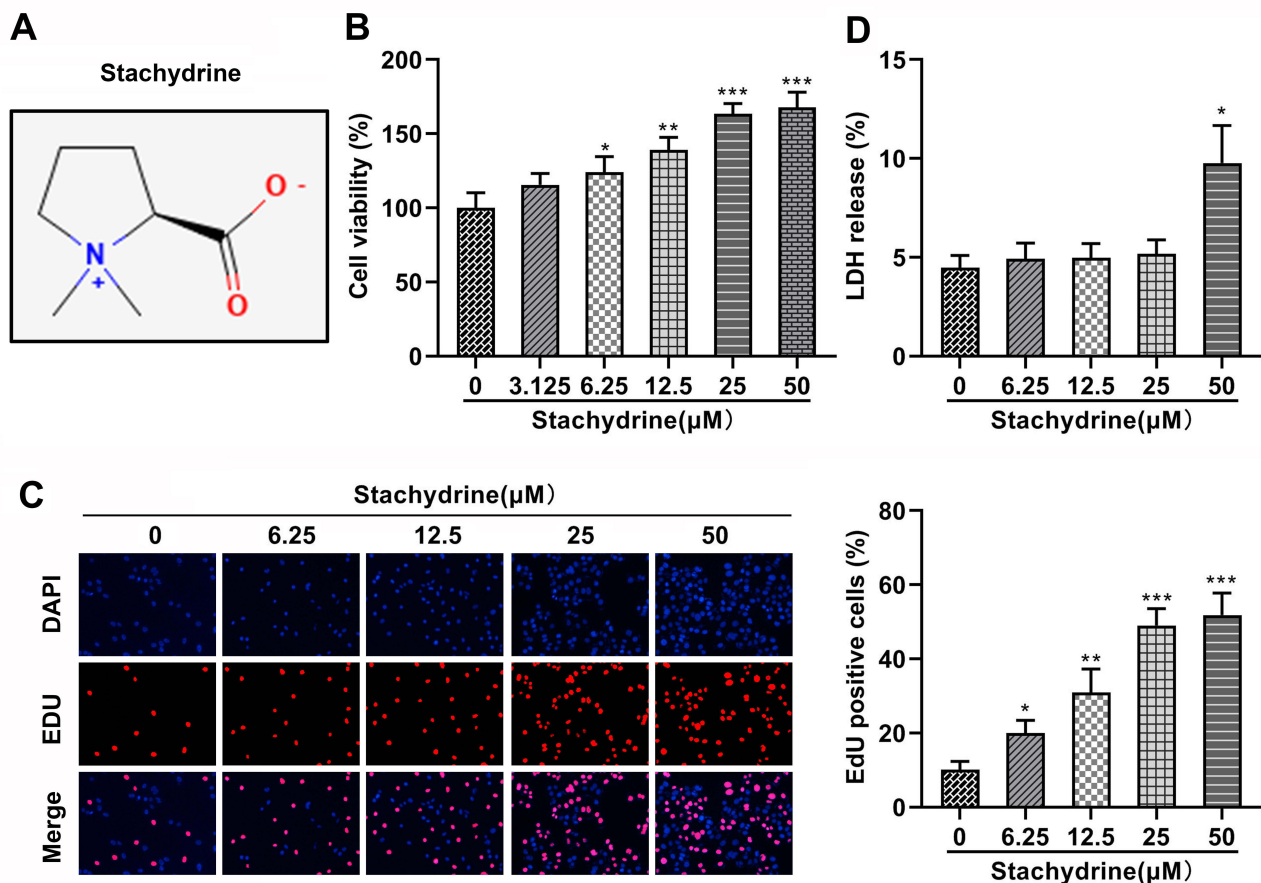 A
Stachydrine
O -
N
+
O
B
Cell viability (%)
200
150
100
50
0
*
**
***
***
0 3.125 6.25 12.5 25 50
Stachydrine(μM）
D
LDH release (%)
15
10
5
0
*
0 6.25 12.5 25 50
Stachydrine(μM）
C
Stachydrine(μM）
0 6.25 12.5 25 50
DAPI
EDU
Merge
EdU positive cells (%)
80
60
40
20
0
*
**
***
***
0 6.25 12.5 25 50
Stachydrine(μM）